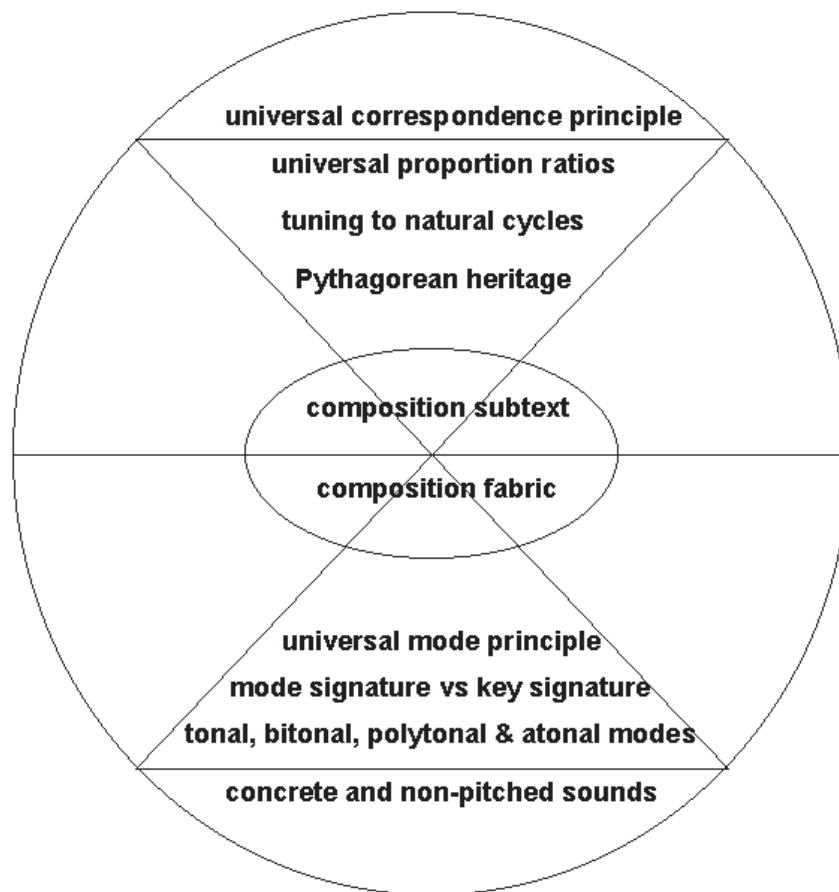 universal correspondence principle
universal proportion ratios
tuning to natural cycles
Pythagorean heritage
composition subtext
composition fabric
universal mode principle
mode signature vs key signature
tonal, bitonal, polytonal & atonal modes
concrete and non-pitched sounds